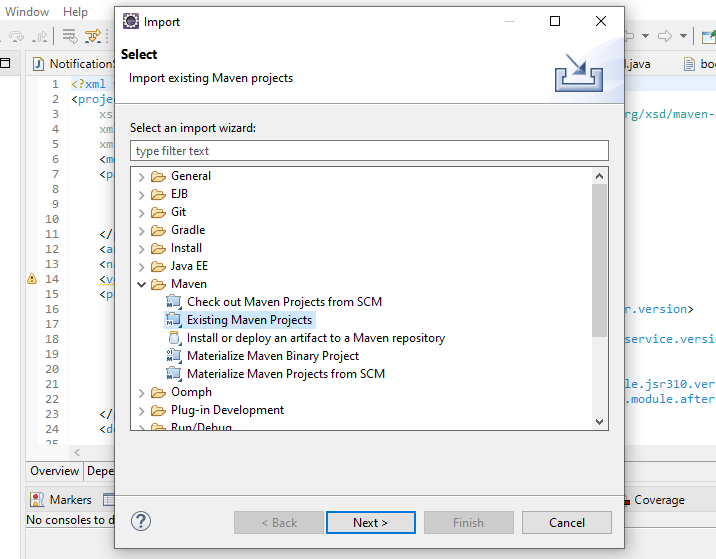 Window Help
Import
Select
Import existing Maven projects
Select an import wizard:
type filter text
General
EJB
Git
Gradle
Install
Java EE
Maven
Check out Maven Projects from SCM
Existing Maven Projects
Install or deploy an artifact to a Maven repository
Materialize Maven Binary Project
Materialize Maven Projects from SCM
Oomph
Plug-in Development
Run/Debug
< Back Next > Finish Cancel
NotificationS
.java
1 <?xml
2 <projec
3 xs rg/xsd/maven-
4 xm
5 xm
6 <mo
7 <pa
8
9
10
11 </
12 <a
13 <na
14 <ve
15 <p
16 r.version>
17
18 service.versi
19
20
21 le.jsr310.ver
22 .module.after
23 </
24 <d
25
Overview Depe
Markers Coverage
No consoles to d